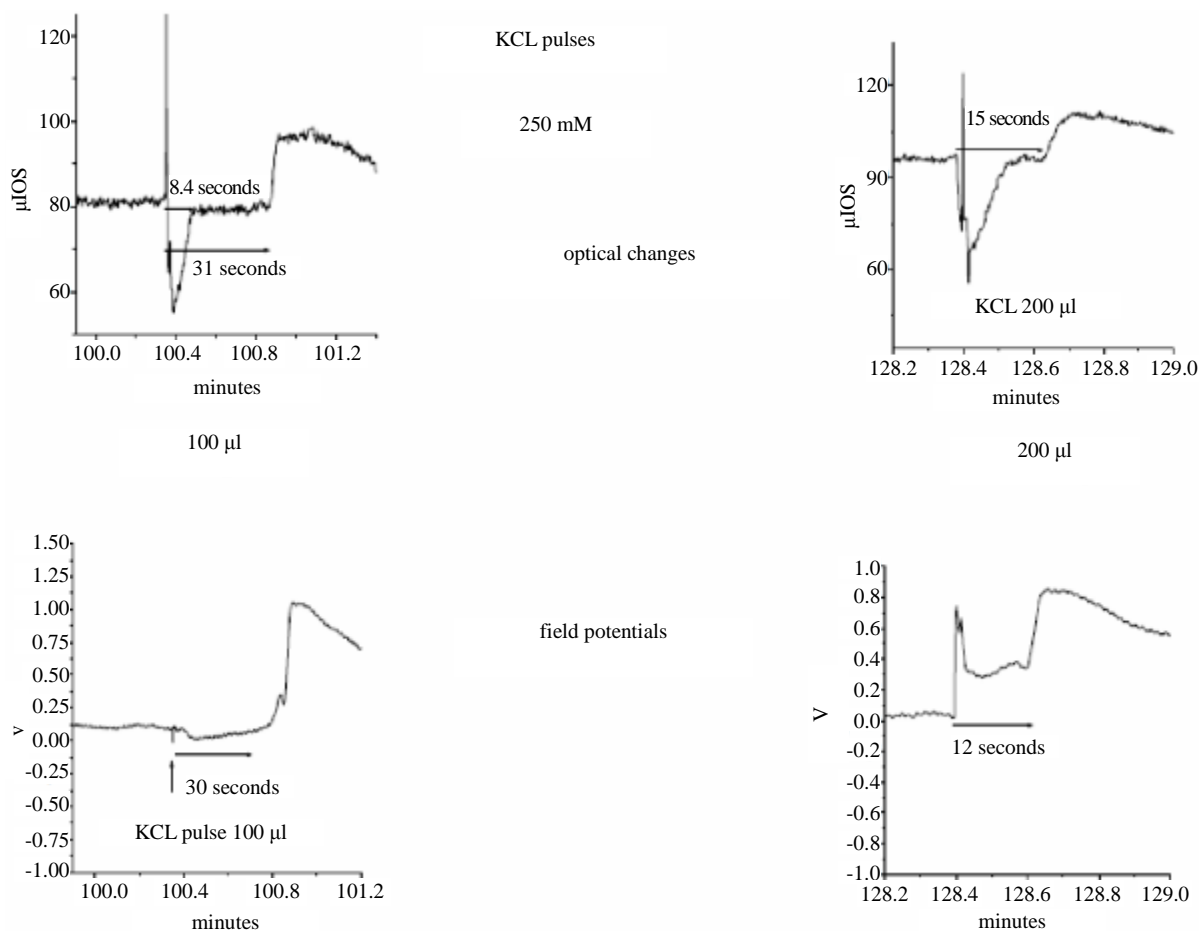 KCL pulses
250 mM
optical changes
120
100
80
60
μIOS
8.4 seconds
31 seconds
100.0 100.4 100.8 101.2
minutes
100 μl
120
90
60
μIOS
15 seconds
KCL 200 μl
128.2 128.4 128.6 128.8 129.0
minutes
200 μl
field potentials
1.50
1.25
1.00
0.75
0.50
0.25
0.00
-0.25
-0.50
-0.75
-1.00
v
30 seconds
KCL pulse 100 μl
100.0 100.4 100.8 101.2
minutes
1.0
0.8
0.6
0.4
0.2
0.0
-0.2
-0.4
-0.6
-0.8
-1.0
V
12 seconds
128.2 128.4 128.6 128.8 129.0
minutes